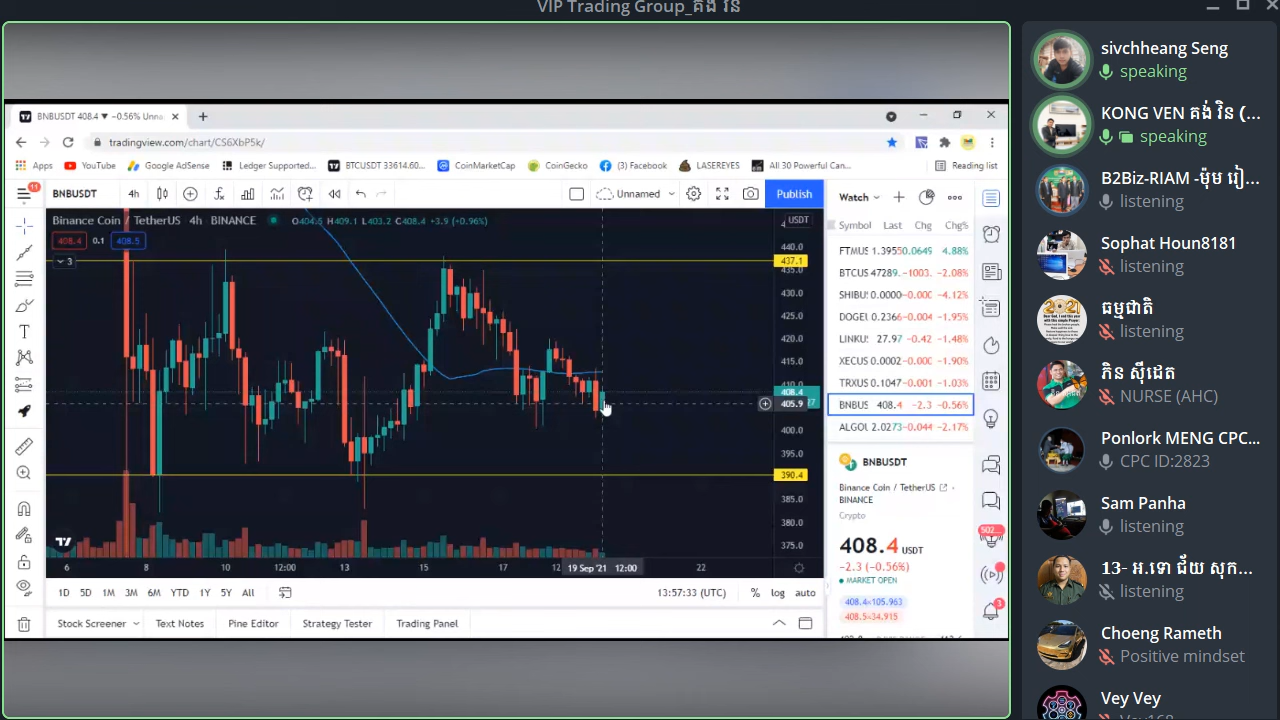 VIP Trading Group_គង់ វិន
sivchheang Seng
speaking
KONG VEN គង់ វិន (...
speaking
B2Biz-RIAM -ម៉ុម រៀ...
listening
Sophat Houn8181
listening
ធម្មជាតិ
listening
កិន ស៊ីដេត
NURSE (AHC)
Ponlork MENG CPC...
CPC ID:2823
Sam Panha
listening
13- អ.ទោ ជ័យ សុក...
listening
Choeng Rameth
Positive mindset
Vey Vey
BNBUSDT 408.4 ▼ −0.56% Unna
tradingview.com/chart/CS6XbP5k/
Apps YouTube Google AdSense Ledger Supported... BTCUSDT 33614.60... CoinMarketCap CoinGecko (3) Facebook LASEREYES All 30 Powerful Can... Reading list
11
BNBUSDT 4h Unnamed Publish
Binance Coin / TetherUS 4h BINANCE O404.5 H409.1 L403.2 C408.4 +3.9 (+0.96%)
408.4 0.1 408.5
3
USDT
440.0
437.1
435.0
430.0
425.0
420.0
415.0
410.0
408.4
405.9
400.0
395.0
390.4
385.0
380.0
375.0
6 8 10 12:00 13 15 17 19 Sep '21 12:00 22
1D 5D 1M 3M 6M YTD 1Y 5Y All 13:57:33 (UTC) % log auto
Stock Screener Text Notes Pine Editor Strategy Tester Trading Panel
Watch
Symbol Last Chg Chg%
FTMUS 1.3955 0.0649 4.88%
BTCUS 47289. -1003. -2.08%
SHIBU 0.0000 -0.000 -4.12%
DOGEI 0.2366 -0.004 -1.95%
LINKU 27.97 -0.42 -1.48%
XECUS 0.0002 -0.000 -1.90%
TRXUS 0.1047 -0.001 -1.03%
BNBUS 408.4 -2.3 -0.56%
ALGOU 2.0273 -0.044 -2.17%
BNBUSDT
Binance Coin / TetherUS
BINANCE
Crypto
408.4 USDT
−2.3 (−0.56%)
MARKET OPEN
408.4×105.963
408.5×34.915
502
3